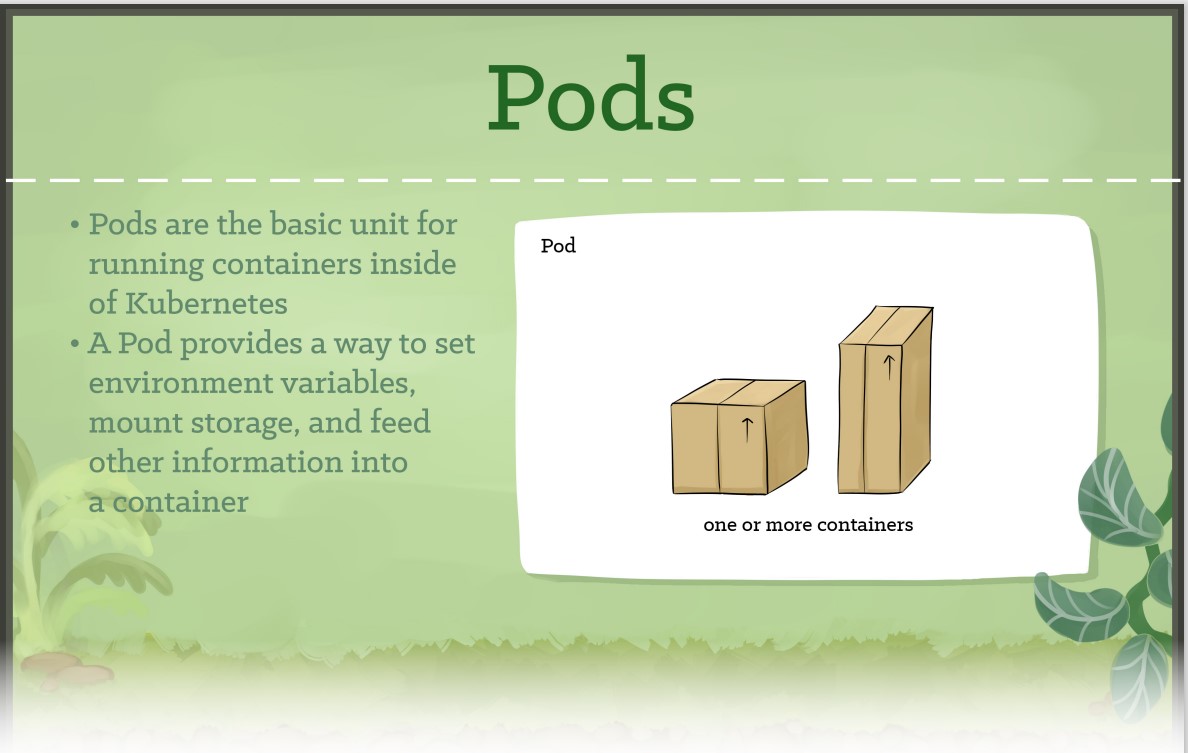 Pods
• Pods are the basic unit for
running containers inside
of Kubernetes
• A Pod provides a way to set
environment variables,
mount storage, and feed
other information into
a container
Pod
one or more containers